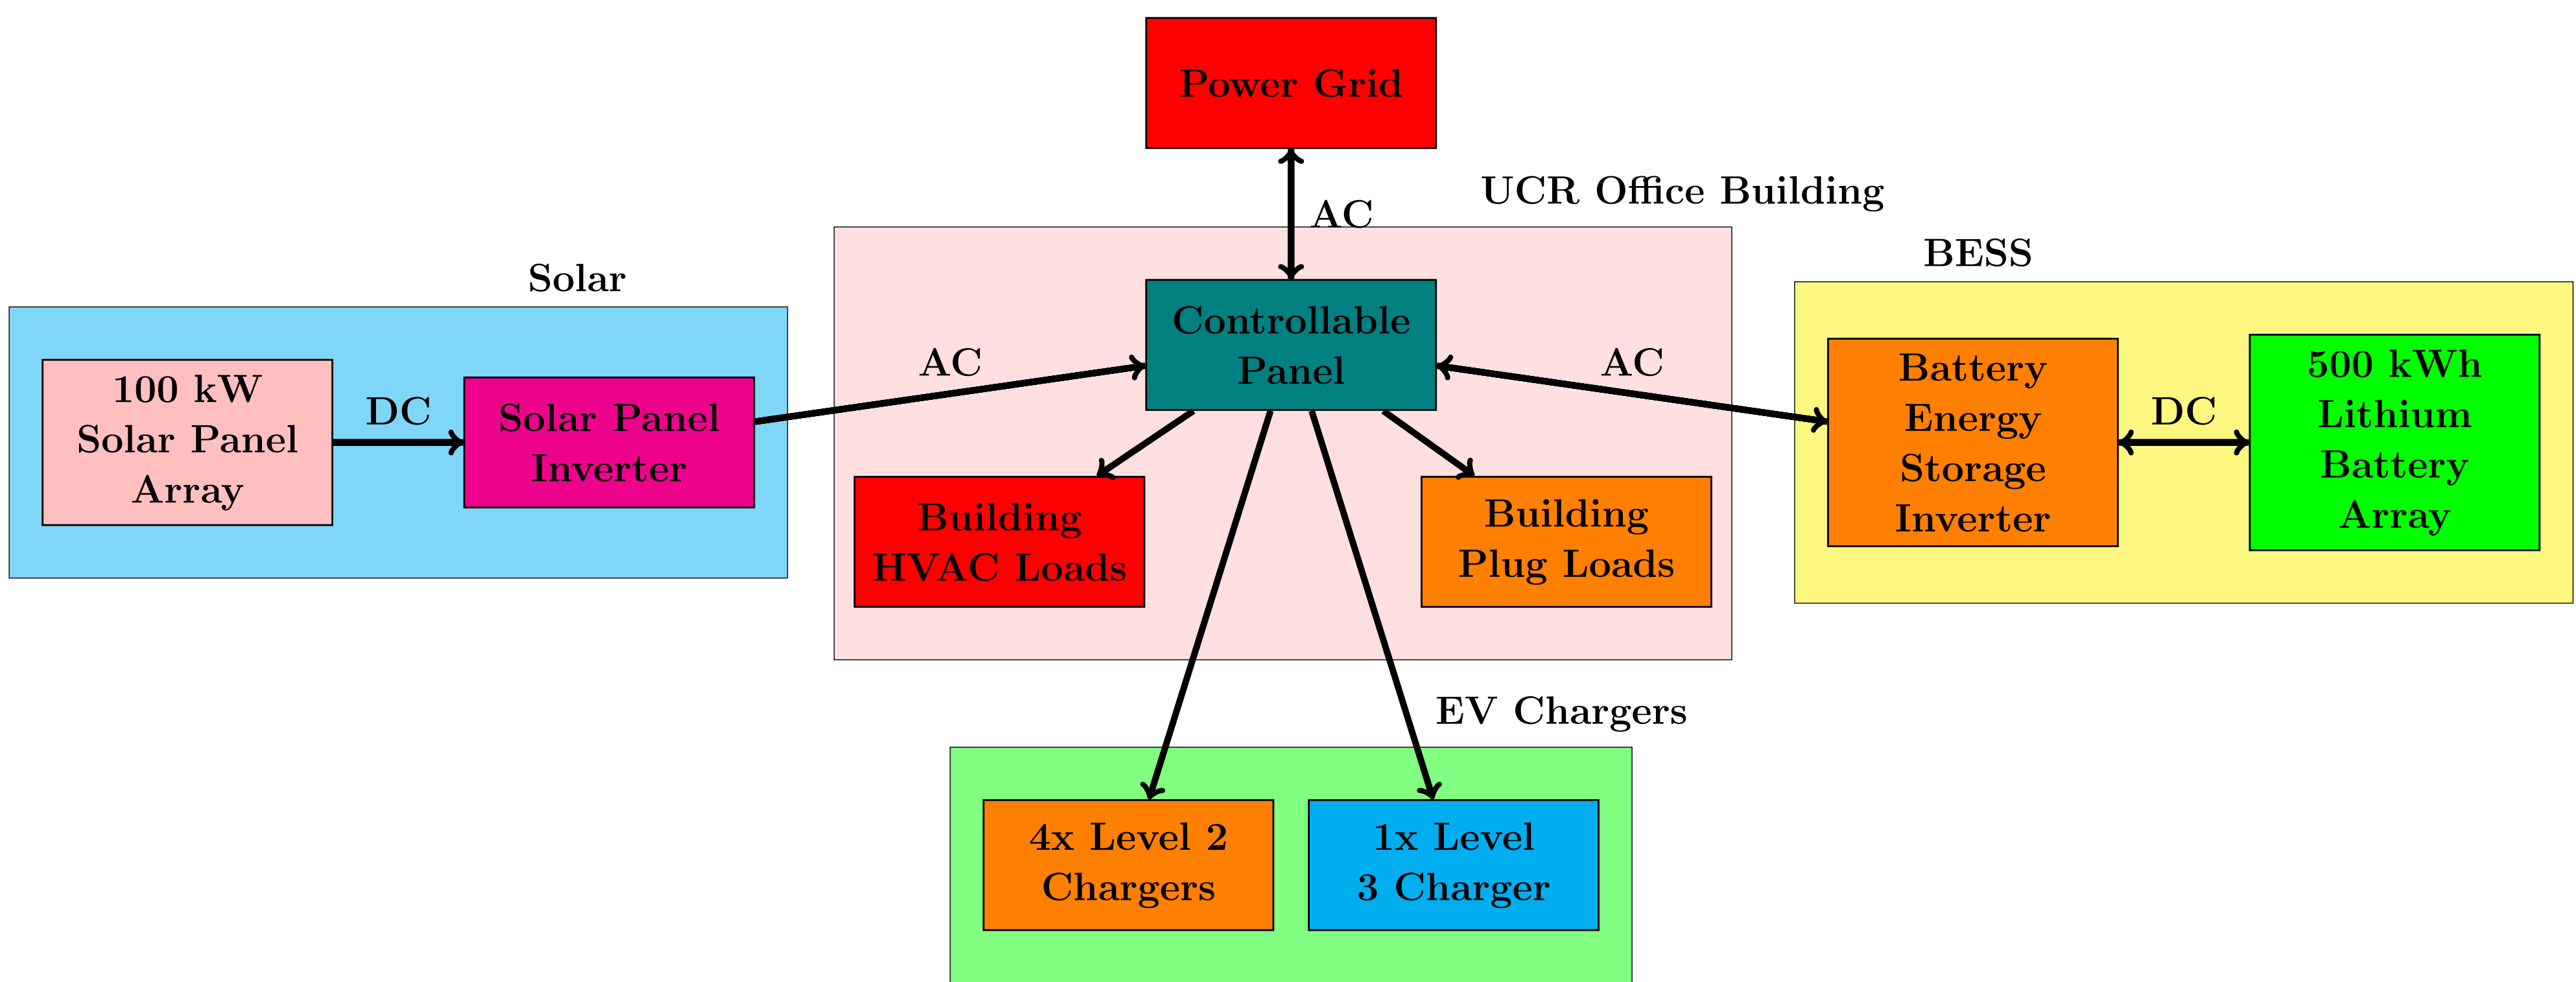 Power Grid
AC
UCR Office Building
Solar
BESS
100 kW
Solar Panel
Array
DC
Solar Panel
Inverter
AC
Controllable
Panel
AC
Battery
Energy
Storage
Inverter
DC
500 kWh
Lithium
Battery
Array
Building
HVAC Loads
Building
Plug Loads
EV Chargers
4x Level 2
Chargers
1x Level
3 Charger